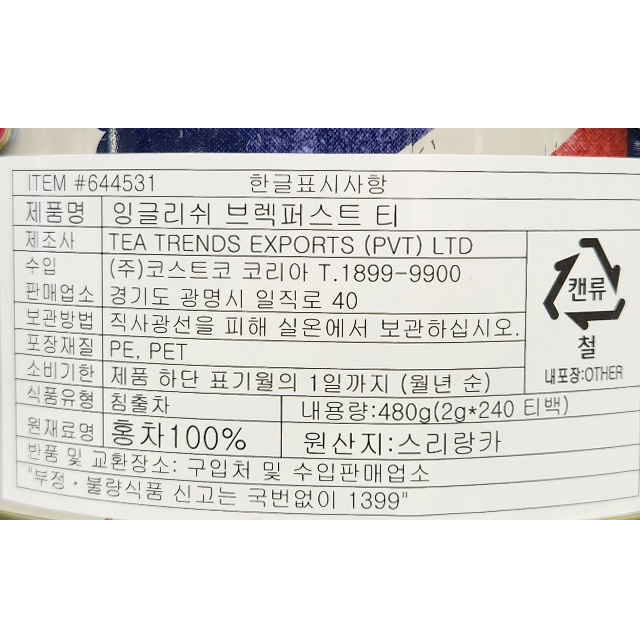 ITEM #644531 한글표시사항
제품명 잉글리쉬 브렉퍼스트 티
제조사 TEA TRENDS EXPORTS (PVT) LTD
수입 (주)코스트코 코리아 T.1899-9900
판매업소 경기도 광명시 일직로 40
보관방법 직사광선을 피해 실온에서 보관하십시오.
포장재질 PE, PET
소비기한 제품 하단 표기월의 1일까지 (월년 순)
캔류
철
내포장:OTHER
식품유형 침출차 내용량:480g(2g*240 티백)
원재료명 홍차100% 원산지:스리랑카
반품 및 교환장소: 구입처 및 수입판매업소
"부정·불량식품 신고는 국번없이 1399"